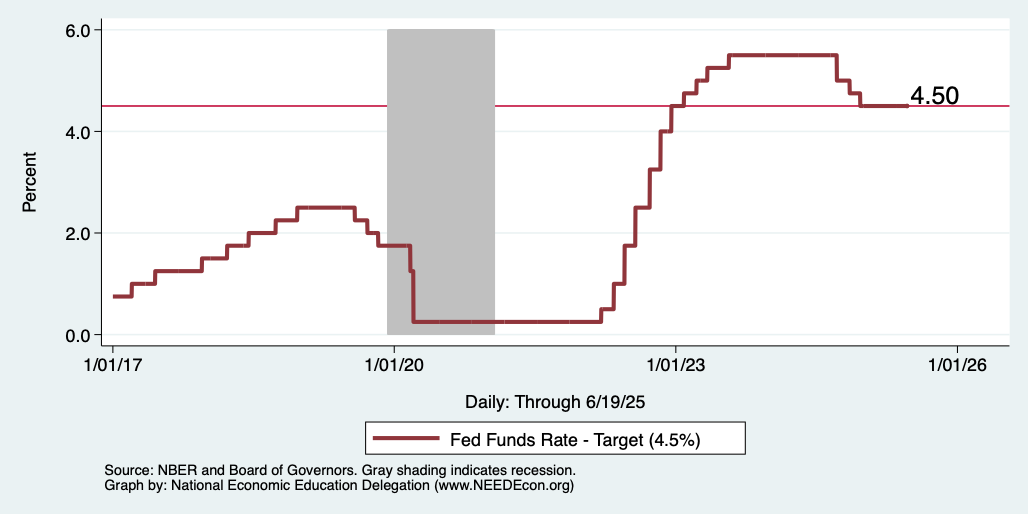 6.0
4.50
4.0
Percent
2.0
0.0
1/01/17 1/01/20 1/01/23 1/01/26
Daily: Through 6/19/25
Fed Funds Rate - Target (4.5%)
Source: NBER and Board of Governors. Gray shading indicates recession.
Graph by: National Economic Education Delegation (www.NEEDEcon.org)